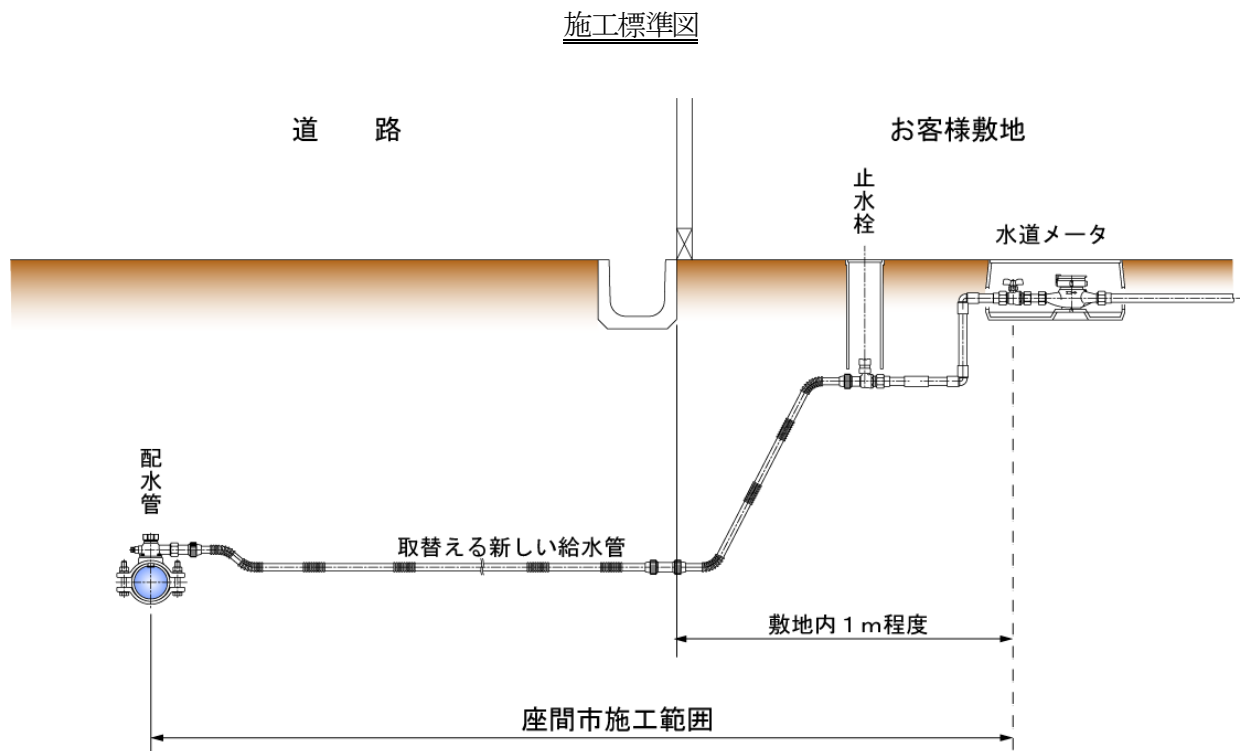 施工標準図
道　　路
お客様敷地
止水栓
水道メータ
配水管
取替える新しい給水管
敷地内１ｍ程度
座間市施工範囲